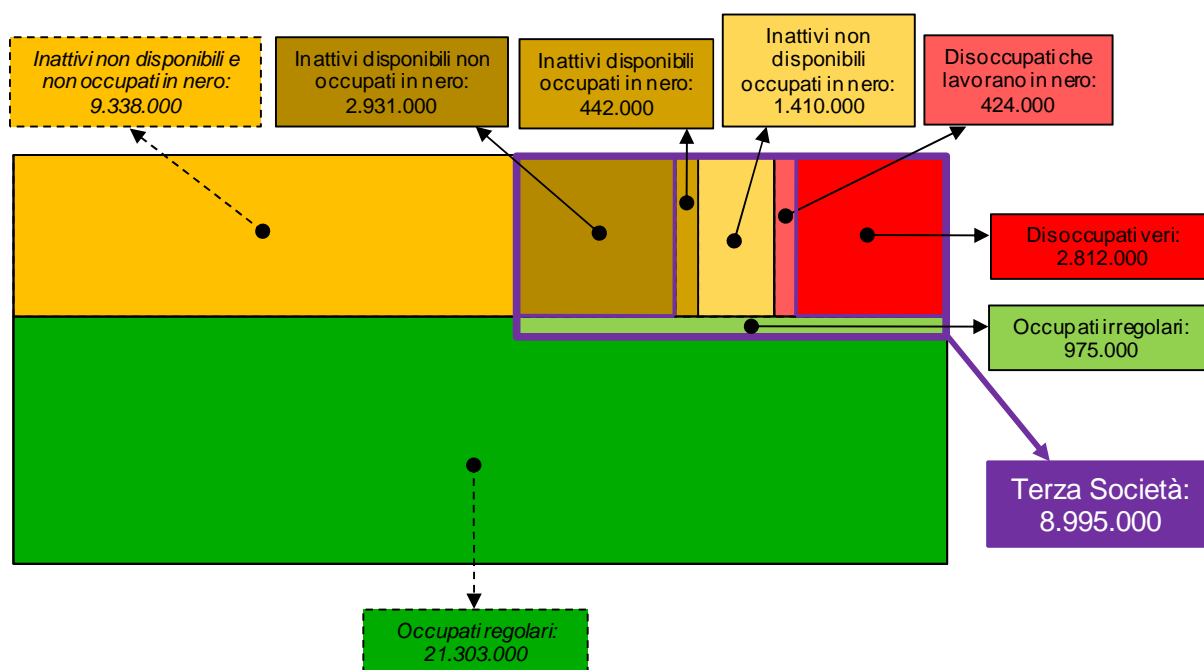 Inattivi non disponibili e
non occupati in nero:
9.338.000
Inattivi disponibili non
occupati in nero:
2.931.000
Inattivi disponibili
occupati in nero:
442.000
Inattivi non
disponibili
occupati in nero:
1.410.000
Disoccupati che
lavorano in nero:
424.000
Disoccupati veri:
2.812.000
Occupati irregolari:
975.000
Terza Società:
8.995.000
Occupati regolari:
21.303.000